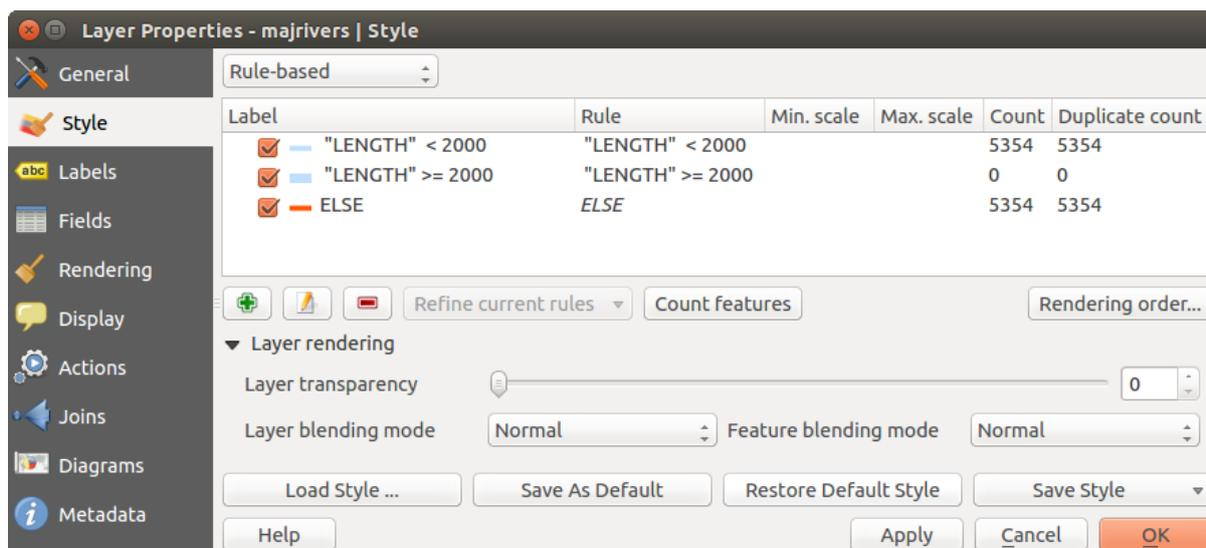 Layer Properties - majrivers | Style
General
Style
abc Labels
Fields
Rendering
Display
Actions
Joins
Diagrams
Metadata
Rule-based
Label Rule Min. scale Max. scale Count Duplicate count
"LENGTH" < 2000 "LENGTH" < 2000 5354 5354
"LENGTH" >= 2000 "LENGTH" >= 2000 0 0
ELSE ELSE 5354 5354
Refine current rules Count features Rendering order...
Layer rendering
Layer transparency 0
Layer blending mode Normal Feature blending mode Normal
Load Style ... Save As Default Restore Default Style Save Style
Help Apply Cancel OK